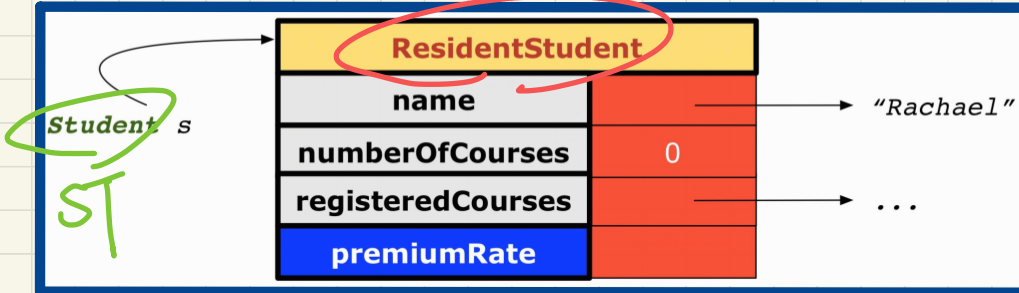 ResidentStudent
name
"Rachael"
Student s
numberOfCourses 0
ST
registeredCourses
...
premiumRate